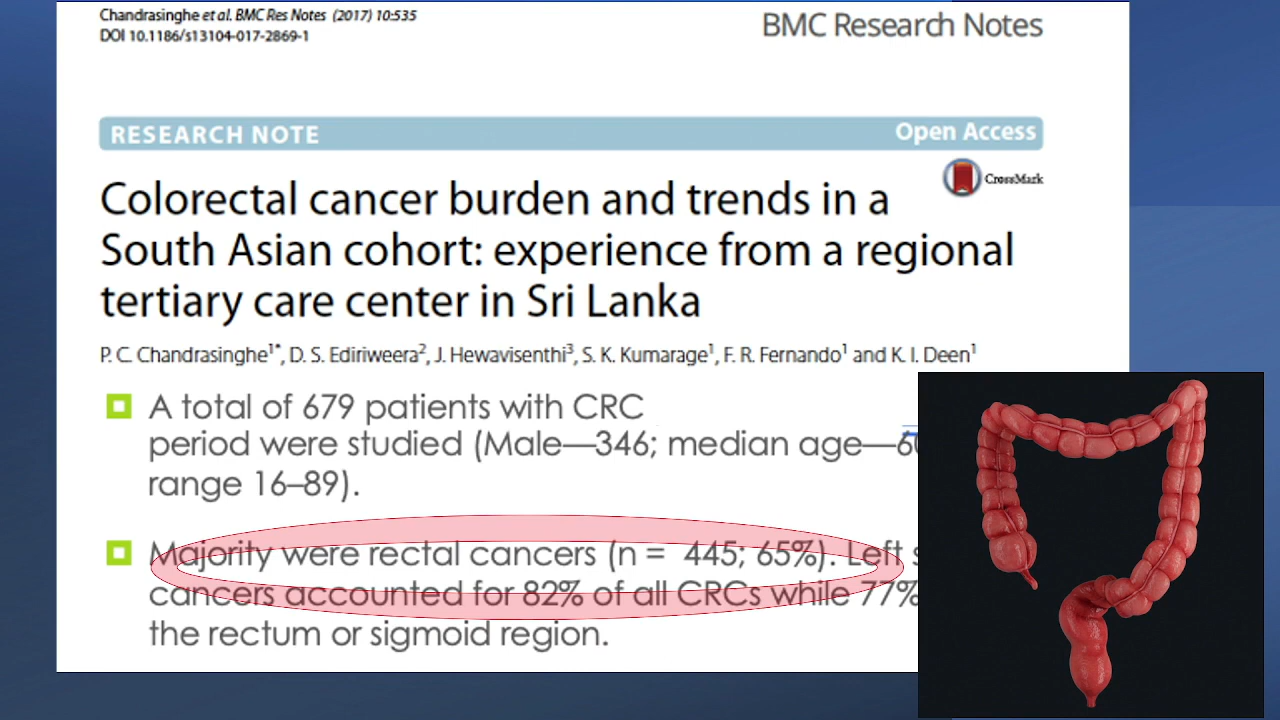 Chandrasinghe et al. BMC Res Notes (2017) 10:535
DOI 10.1186/s13104-017-2869-1
BMC Research Notes
RESEARCH NOTE
Open Access
CrossMark
Colorectal cancer burden and trends in a
South Asian cohort: experience from a regional
tertiary care center in Sri Lanka
P. C. Chandrasinghe1*, D. S. Ediriweera2, J. Hewavisenthi3, S. K. Kumarage1, F. R. Fernando1 and K. I. Deen1
A total of 679 patients with CRC
period were studied (Male—346; median age—
range 16–89).
Majority were rectal cancers (n = 445; 65%). Left
cancers accounted for 82% of all CRCs while 77%
the rectum or sigmoid region.